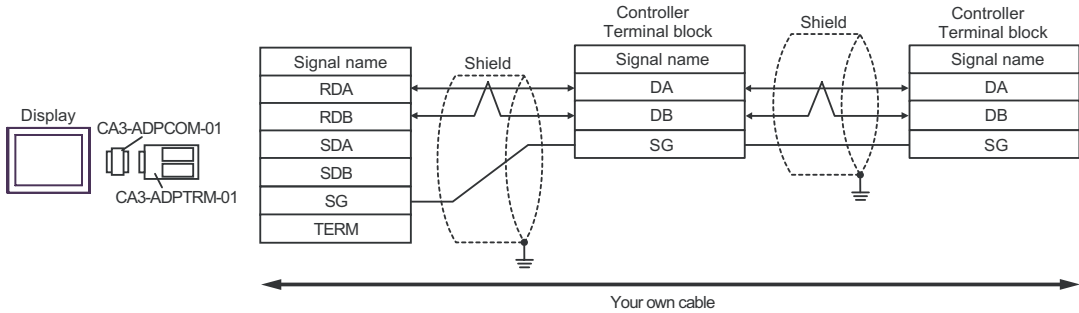 Display
CA3-ADPCOM-01
CA3-ADPTRM-01
Signal name
RDA
RDB
SDA
SDB
SG
TERM
Shield
Controller
Terminal block
Signal name
DA
DB
SG
Shield
Controller
Terminal block
Signal name
DA
DB
SG
Your own cable